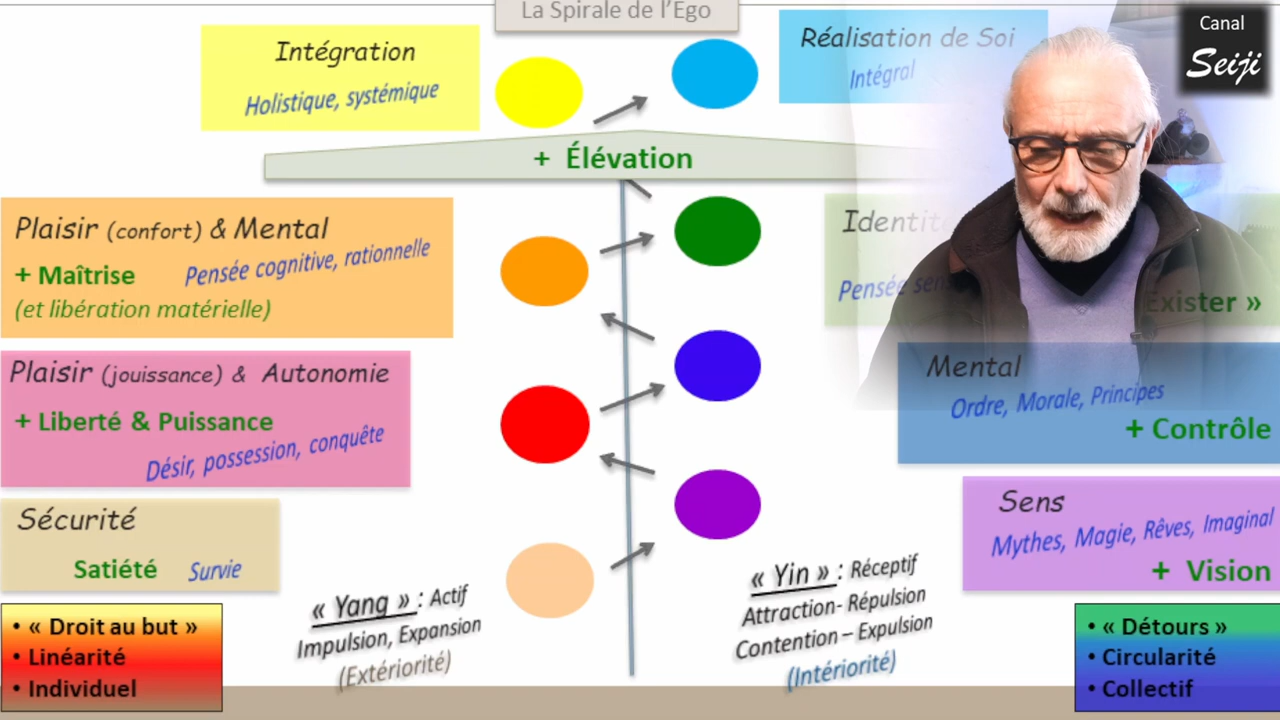 La Spirale de l'Ego
Canal
Seiji
Intégration
Holistique, systémique
Réalisation de Soi
Intégral
+ Élévation
Plaisir (confort) & Mental
+ Maîtrise
Pensée cognitive, rationnelle
(et libération matérielle)
Identité
Pensée
Exister »
Plaisir (jouissance) & Autonomie
+ Liberté & Puissance
Désir, possession, conquête
Mental
Ordre, Morale, Principes
+ Contrôle
Sécurité
Satiété
Survie
Sens
Mythes, Magie, Rêves, Imaginal
+ Vision
« Yang » : Actif
Impulsion, Expansion
(Extériorité)
« Yin » : Réceptif
Attraction- Répulsion
Contention – Expulsion
(Intériorité)
• « Droit au but »
• Linéarité
• Individuel
• « Détours »
• Circularité
• Collectif